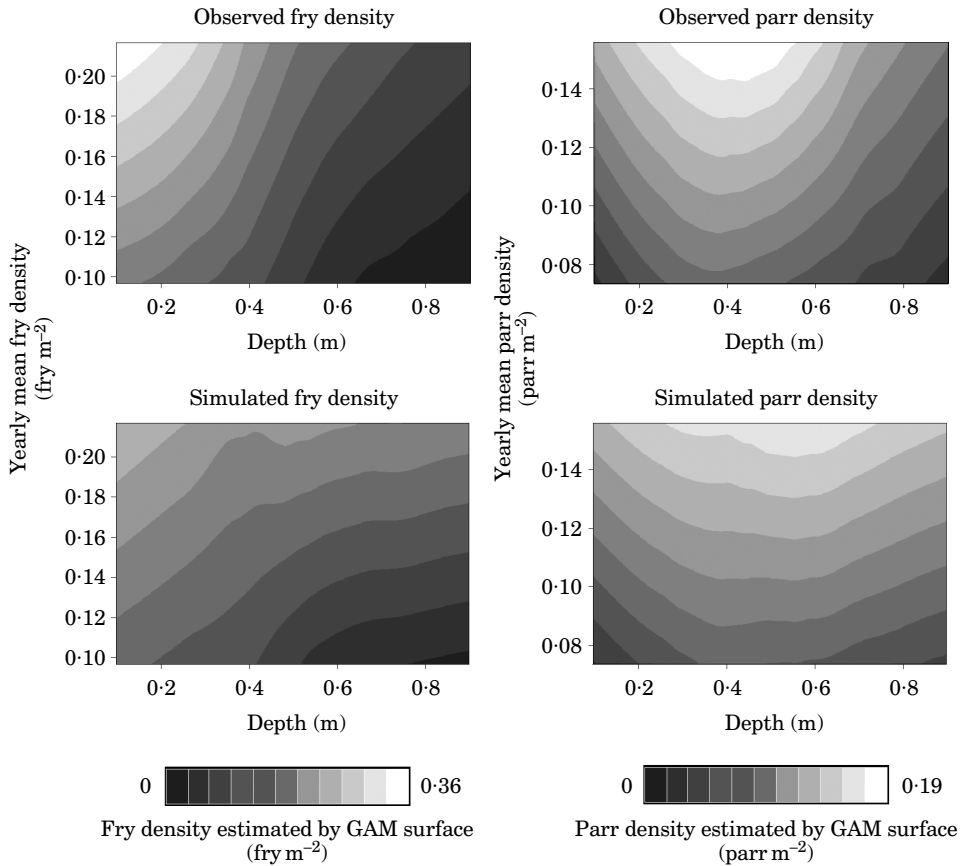 Observed fry density
Observed parr density
0·20
0·18
0·16
0·14
0·12
0·10
0·2
0·4
0·6
0·8
Depth (m)
0·14
0·12
0·10
0·08
0·2
0·4
0·6
0·8
Depth (m)
Yearly mean fry density
(fry m⁻²)
Yearly mean parr density
(parr m⁻²)
Simulated fry density
Simulated parr density
0·20
0·18
0·16
0·14
0·12
0·10
0·2
0·4
0·6
0·8
Depth (m)
0·14
0·12
0·10
0·08
0·2
0·4
0·6
0·8
Depth (m)
0
0·36
Fry density estimated by GAM surface
(fry m⁻²)
0
0·19
Parr density estimated by GAM surface
(parr m⁻²)